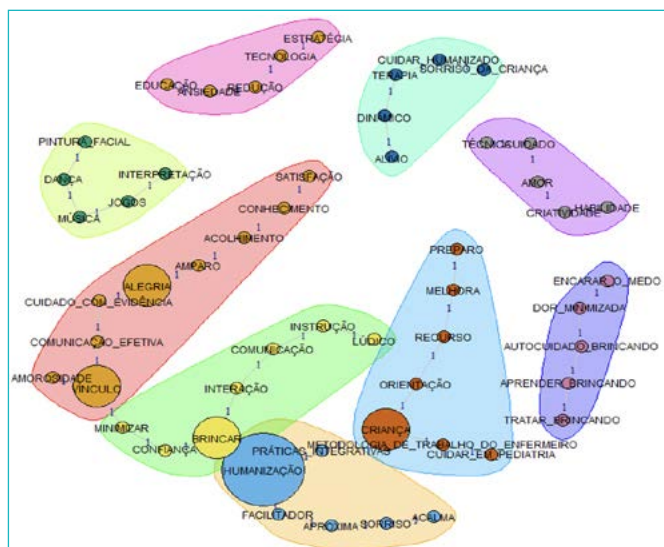 ESTRATÉGIA
TECNOLOGIA
EDUCAÇÃO
ANSIEDADE
REDUÇÃO
CUIDAR_HUMANIZADO
TERAPIA
SORRISO_DA_CRIANÇA
DINÂMICO
ALÍVIO
PINTURA_FACIAL
DANÇA
INTERPRETAÇÃO
JOGOS
MÚSICA
TÉCNICA
CUIDADO
AMOR
CRIATIVIDADE
HABILIDADE
SATISFAÇÃO
CONHECIMENTO
ACOLHIMENTO
AMPARO
ALEGRIA
CUIDADO_COM_EVIDÊNCIA
COMUNICAÇÃO_EFETIVA
AMOROSIDADE
VÍNCULO
PREPARO
MELHORA
RECURSO
ORIENTAÇÃO
CRIANÇA
METODOLOGIA_DE_TRABALHO_DO_ENFERMEIRO
CUIDAR_EM_PEDIATRIA
ENCARAR_O_MEDO
DOR_MINIMIZADA
AUTOCUIDADO_BRINCANDO
APRENDER_BRINCANDO
TRATAR_BRINCANDO
INSTRUÇÃO
LÚDICO
COMUNICAÇÃO
INTERAÇÃO
MINIMIZAR
CONFIANÇA
BRINCAR
PRÁTICAS_INTEGRATIVAS
HUMANIZAÇÃO
FACILITADOR
APROXIMA
SORRISO
ACALMA